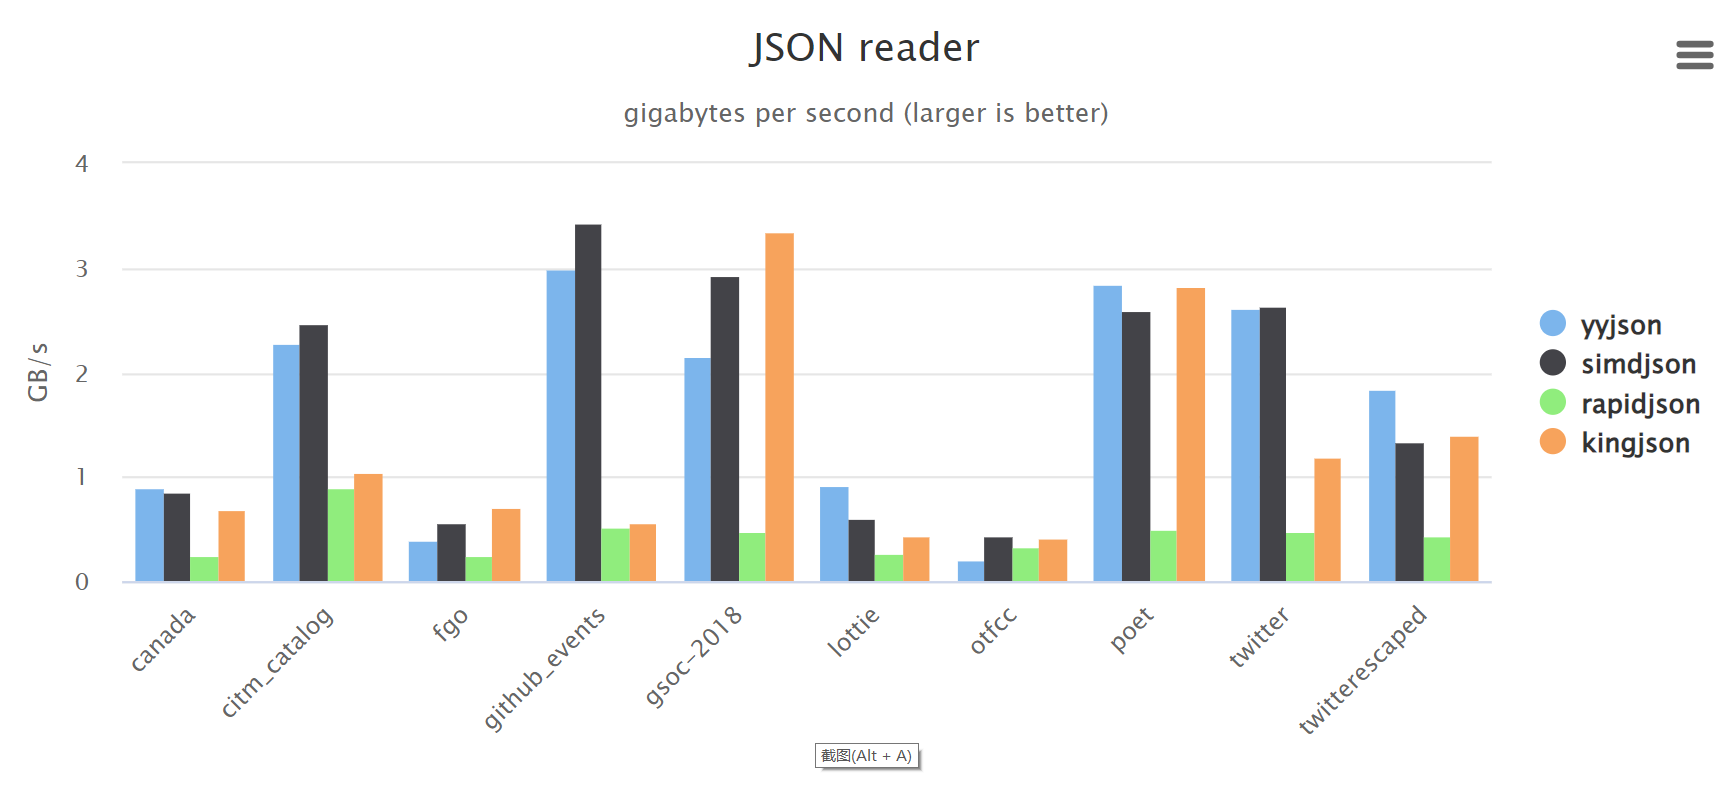 JSON reader
gigabytes per second (larger is better)
4
3
2
1
0
GB/s
canada
citm_catalog
fgo
github_events
gsoc-2018
lottie
otfcc
poet
twitter
twitterescaped
yyjson
simdjson
rapidjson
kingjson
截图(Alt + A)